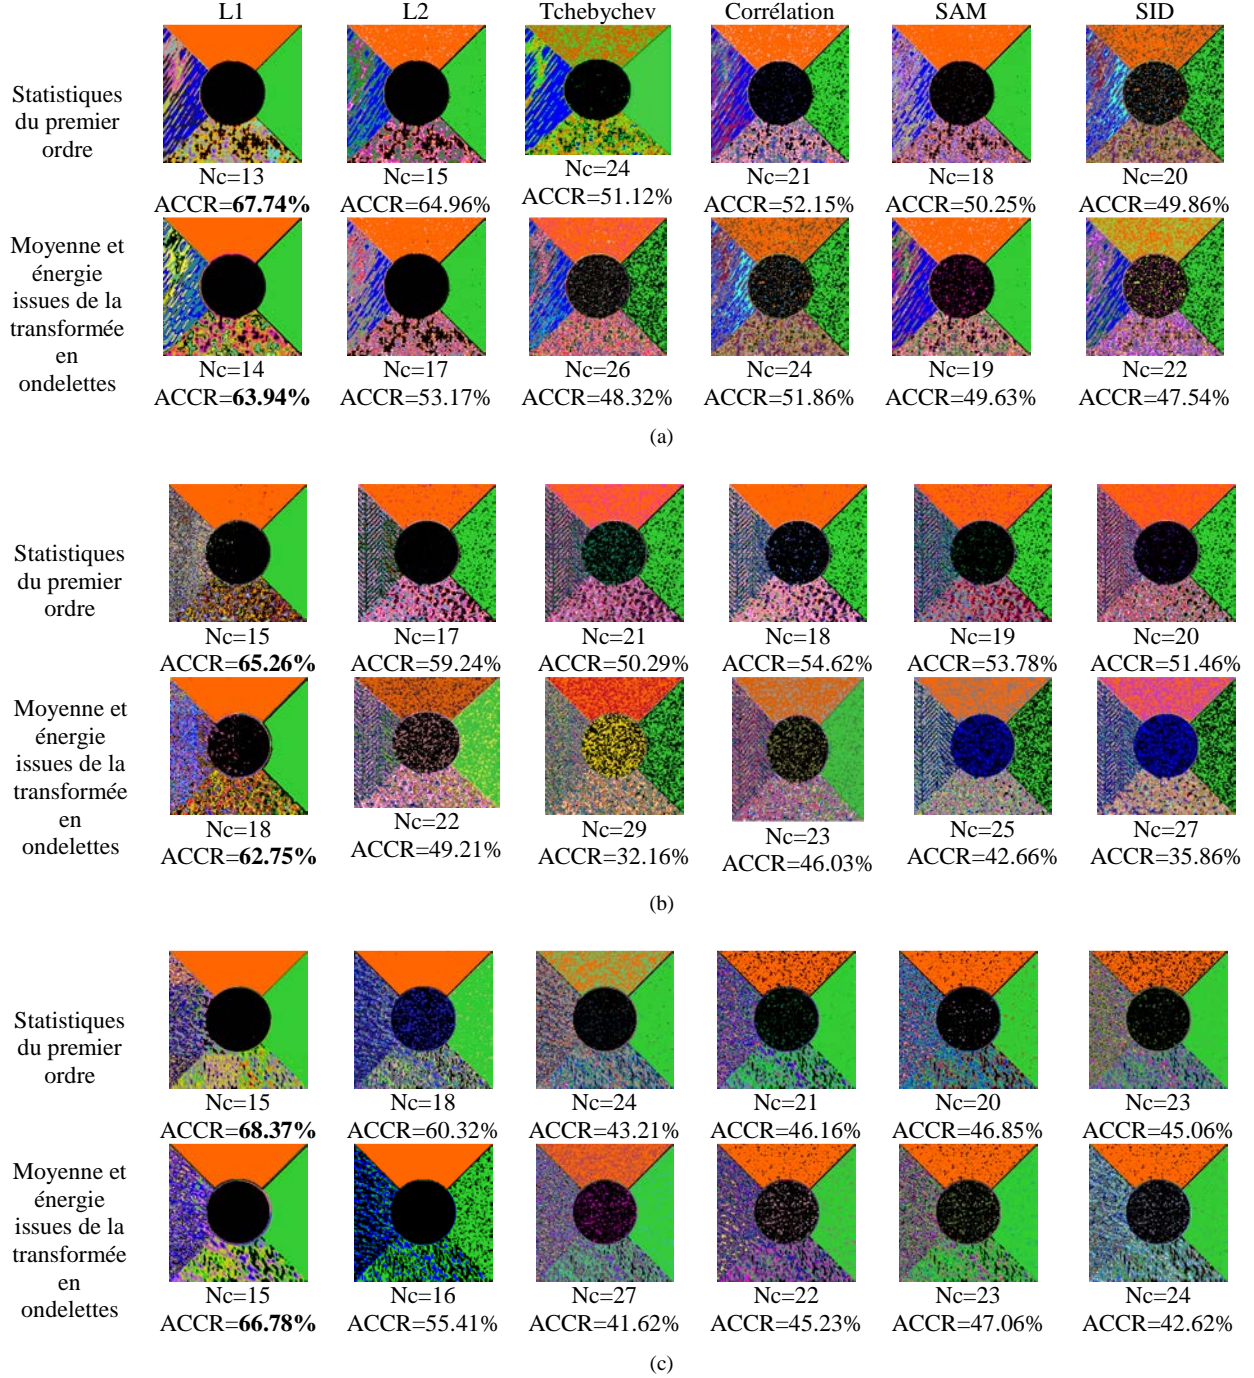 L1 L2 Tchebychev Corrélation SAM SID
Statistiques
du premier
ordre
Nc=13 Nc=15 Nc=24 Nc=21 Nc=18 Nc=20
ACCR=67.74% ACCR=64.96% ACCR=51.12% ACCR=52.15% ACCR=50.25% ACCR=49.86%
Moyenne et
énergie
issues de la
transformée
en
ondelettes
Nc=14 Nc=17 Nc=26 Nc=24 Nc=19 Nc=22
ACCR=63.94% ACCR=53.17% ACCR=48.32% ACCR=51.86% ACCR=49.63% ACCR=47.54%
(a)
Statistiques
du premier
ordre
Nc=15 Nc=17 Nc=21 Nc=18 Nc=19 Nc=20
ACCR=65.26% ACCR=59.24% ACCR=50.29% ACCR=54.62% ACCR=53.78% ACCR=51.46%
Moyenne et
énergie
issues de la
transformée
en
ondelettes
Nc=18 Nc=22 Nc=29 Nc=23 Nc=25 Nc=27
ACCR=62.75% ACCR=49.21% ACCR=32.16% ACCR=46.03% ACCR=42.66% ACCR=35.86%
(b)
Statistiques
du premier
ordre
Nc=15 Nc=18 Nc=24 Nc=21 Nc=20 Nc=23
ACCR=68.37% ACCR=60.32% ACCR=43.21% ACCR=46.16% ACCR=46.85% ACCR=45.06%
Moyenne et
énergie
issues de la
transformée
en
ondelettes
Nc=15 Nc=16 Nc=27 Nc=22 Nc=23 Nc=24
ACCR=66.78% ACCR=55.41% ACCR=41.62% ACCR=45.23% ACCR=47.06% ACCR=42.62%
(c)